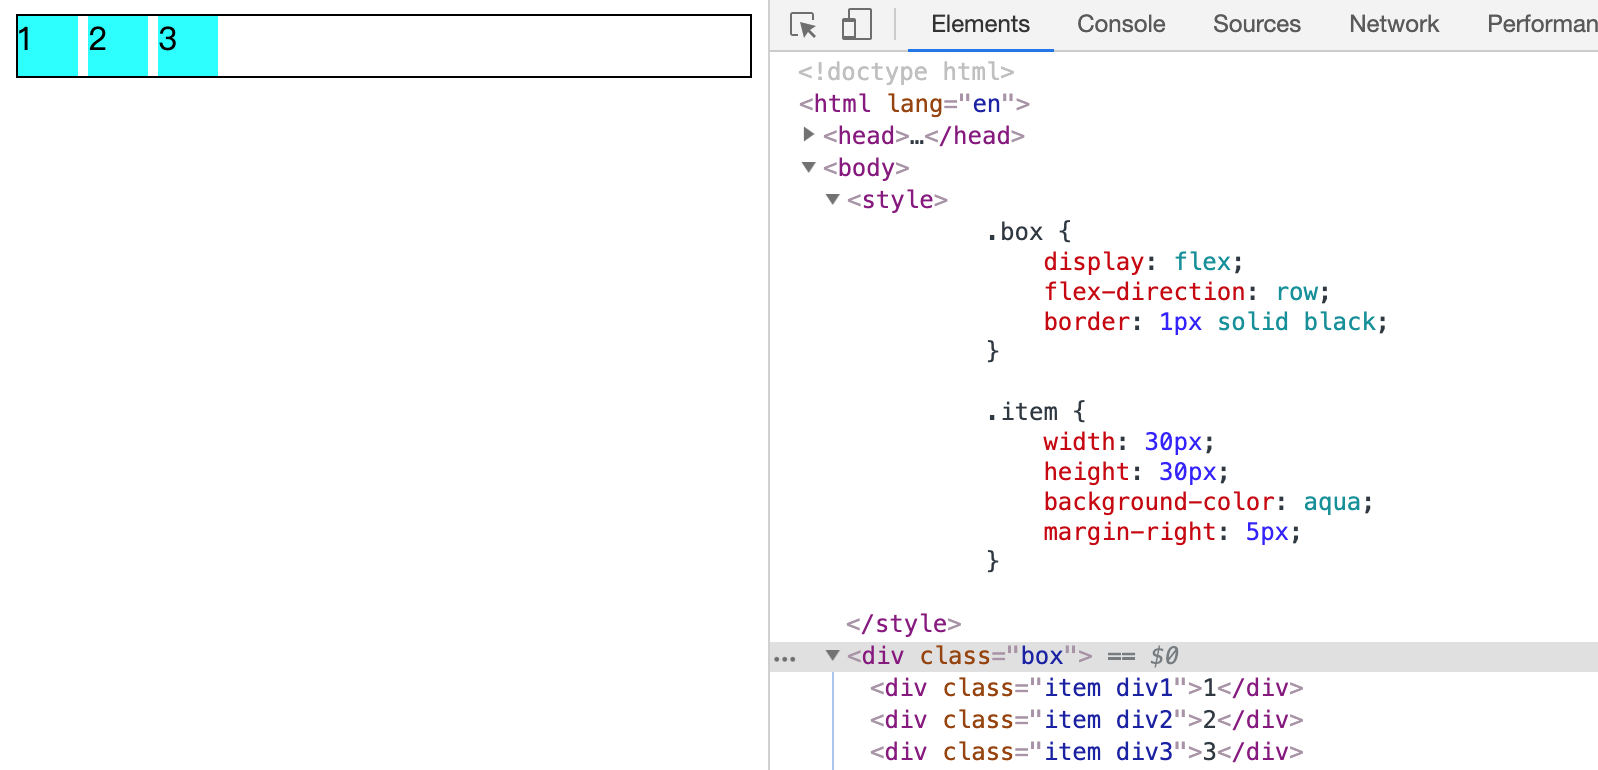 1 2 3
Elements Console Sources Network Performan
<!doctype html>
<html lang="en">
<head>…</head>
<body>
<style>
.box {
display: flex;
flex-direction: row;
border: 1px solid black;
}
.item {
width: 30px;
height: 30px;
background-color: aqua;
margin-right: 5px;
}
</style>
<div class="box"> == $0
<div class="item div1">1</div>
<div class="item div2">2</div>
<div class="item div3">3</div>